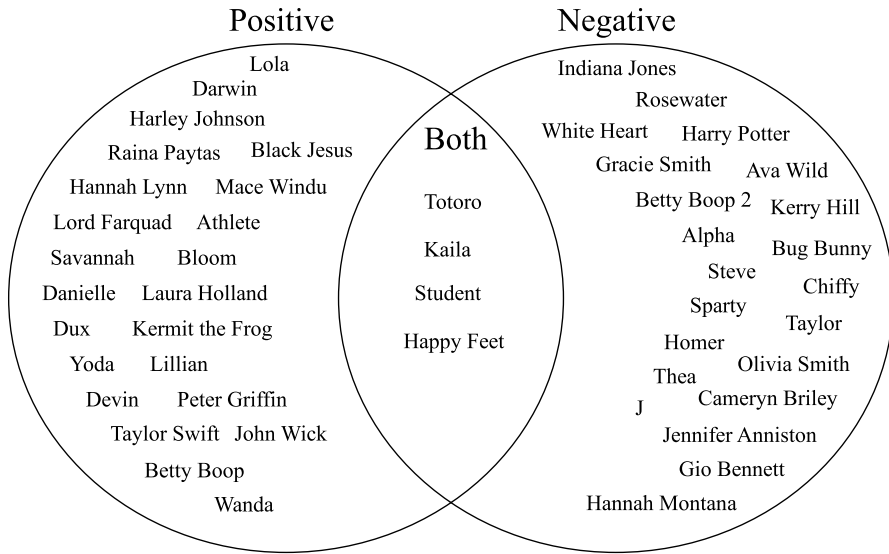 Positive
Negative
Both
Lola
Darwin
Harley Johnson
Raina Paytas
Black Jesus
Hannah Lynn
Mace Windu
Lord Farquad
Athlete
Savannah
Bloom
Danielle
Laura Holland
Dux
Kermit the Frog
Yoda
Lillian
Devin
Peter Griffin
Taylor Swift
John Wick
Betty Boop
Wanda
Totoro
Kaila
Student
Happy Feet
Indiana Jones
Rosewater
White Heart
Harry Potter
Gracie Smith
Ava Wild
Betty Boop 2
Kerry Hill
Alpha
Bug Bunny
Steve
Chiffy
Sparty
Taylor
Homer
Olivia Smith
Thea
Cameryn Briley
J
Jennifer Anniston
Gio Bennett
Hannah Montana